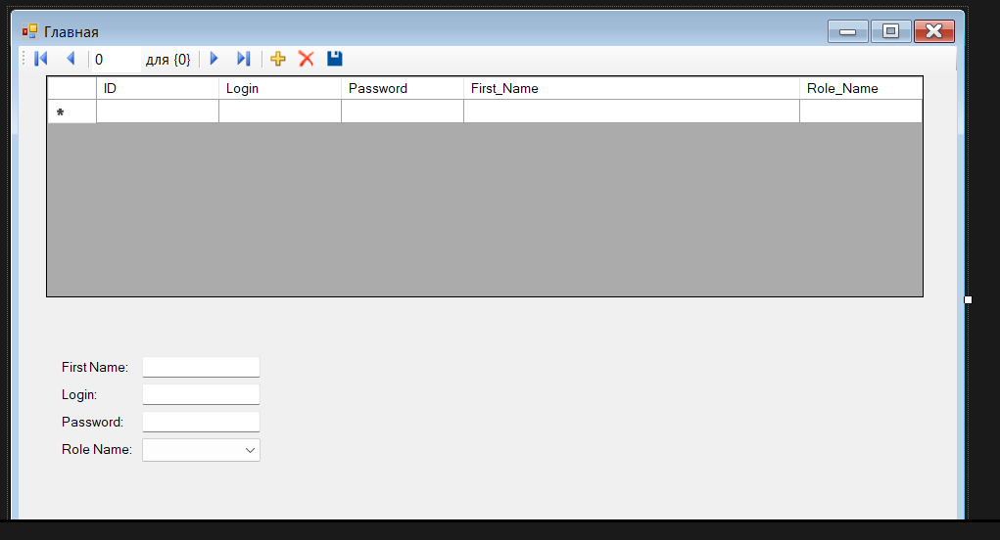 Главная
0 для {0}
ID Login Password First_Name Role_Name
*
First Name:
Login:
Password:
Role Name: